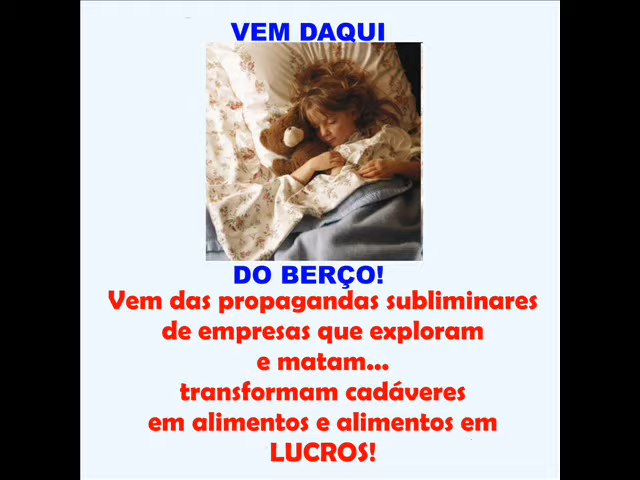 VEM DAQUI
DO BERÇO!
Vem das propagandas subliminares
de empresas que exploram
e matam...
transformam cadáveres
em alimentos e alimentos em
LUCROS!